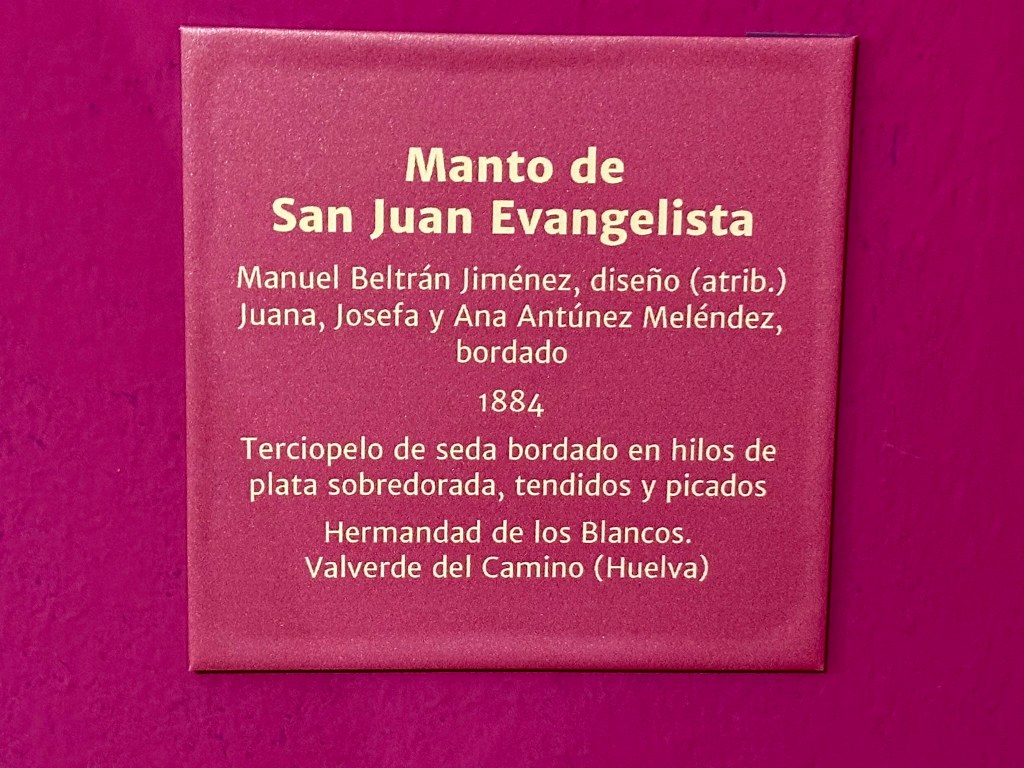 Manto de
San Juan Evangelista
Manuel Beltrán Jiménez, diseño (atrib.)
Juana, Josefa y Ana Antúnez Meléndez,
bordado
1884
Terciopelo de seda bordado en hilos de
plata sobredorada, tendidos y picados
Hermandad de los Blancos.
Valverde del Camino (Huelva)